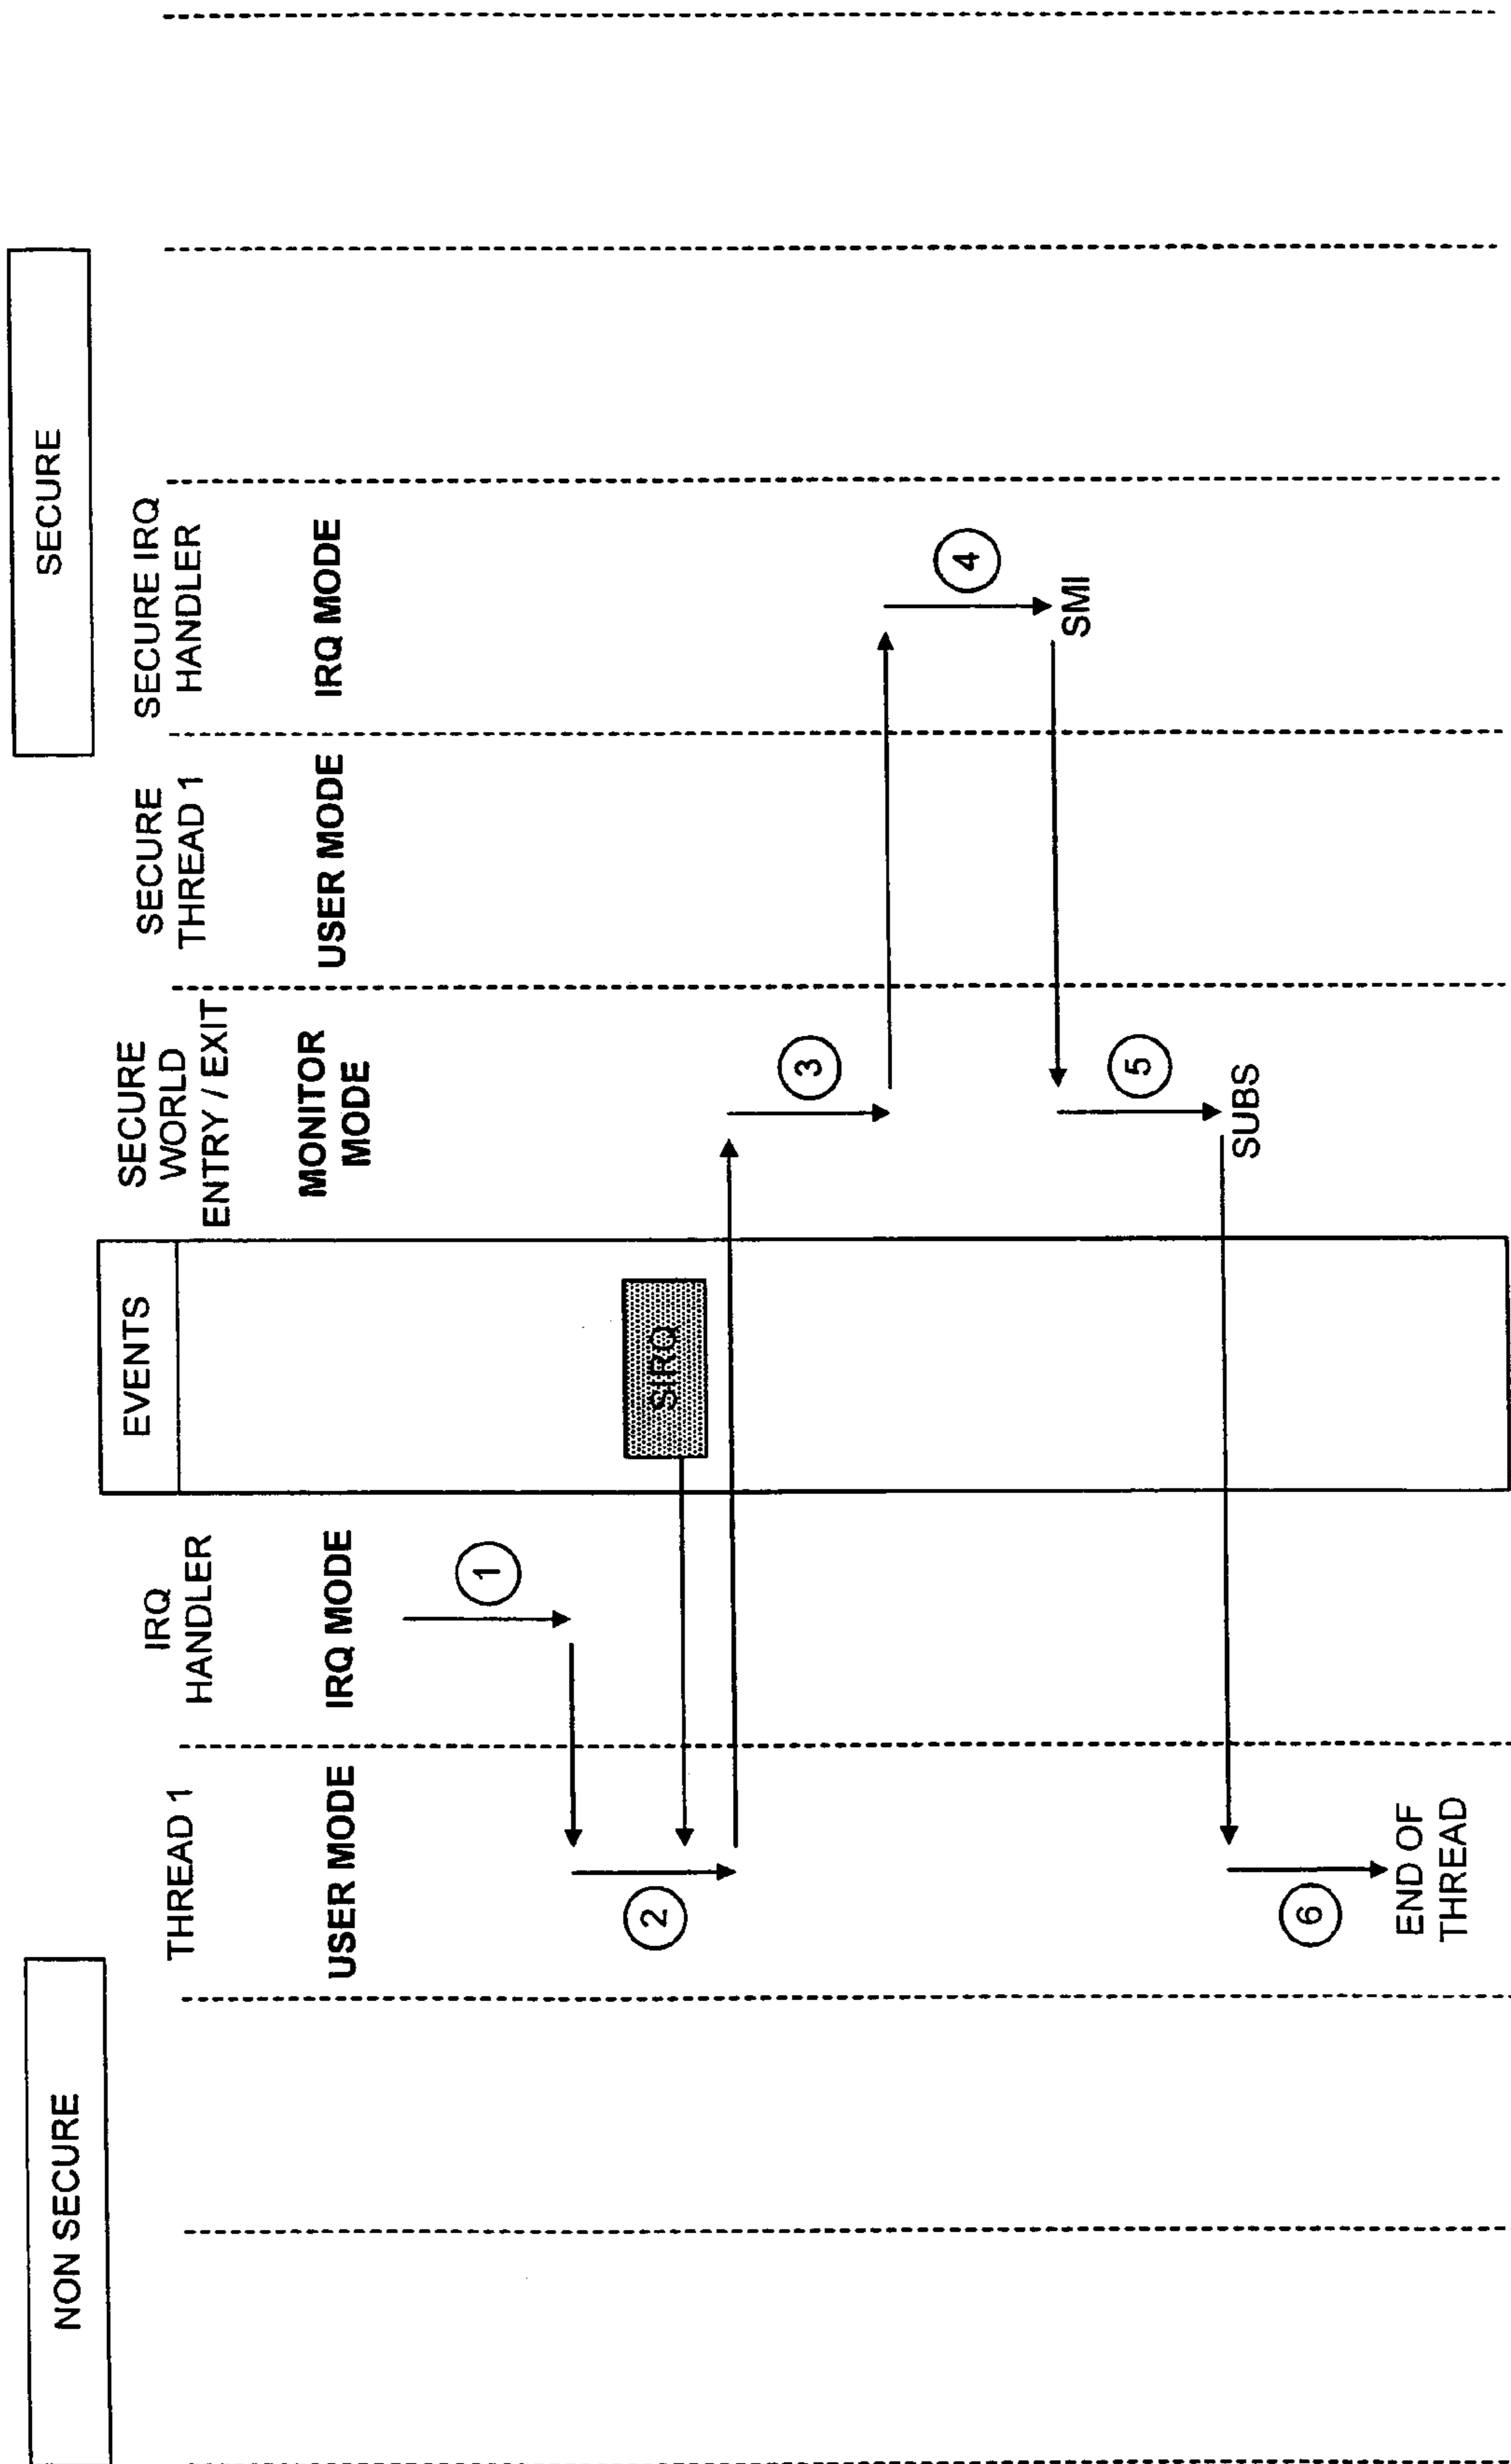 NON SECURE
SECURE
EVENTS
THREAD 1
IRQ
HANDLER
SECURE
WORLD
ENTRY / EXIT
SECURE
THREAD 1
SECURE IRQ
HANDLER
USER MODE
IRQ MODE
MONITOR
MODE
USER MODE
IRQ MODE
1
2
SIRQ
3
4
SMI
5
SUBS
6
END OF
THREAD